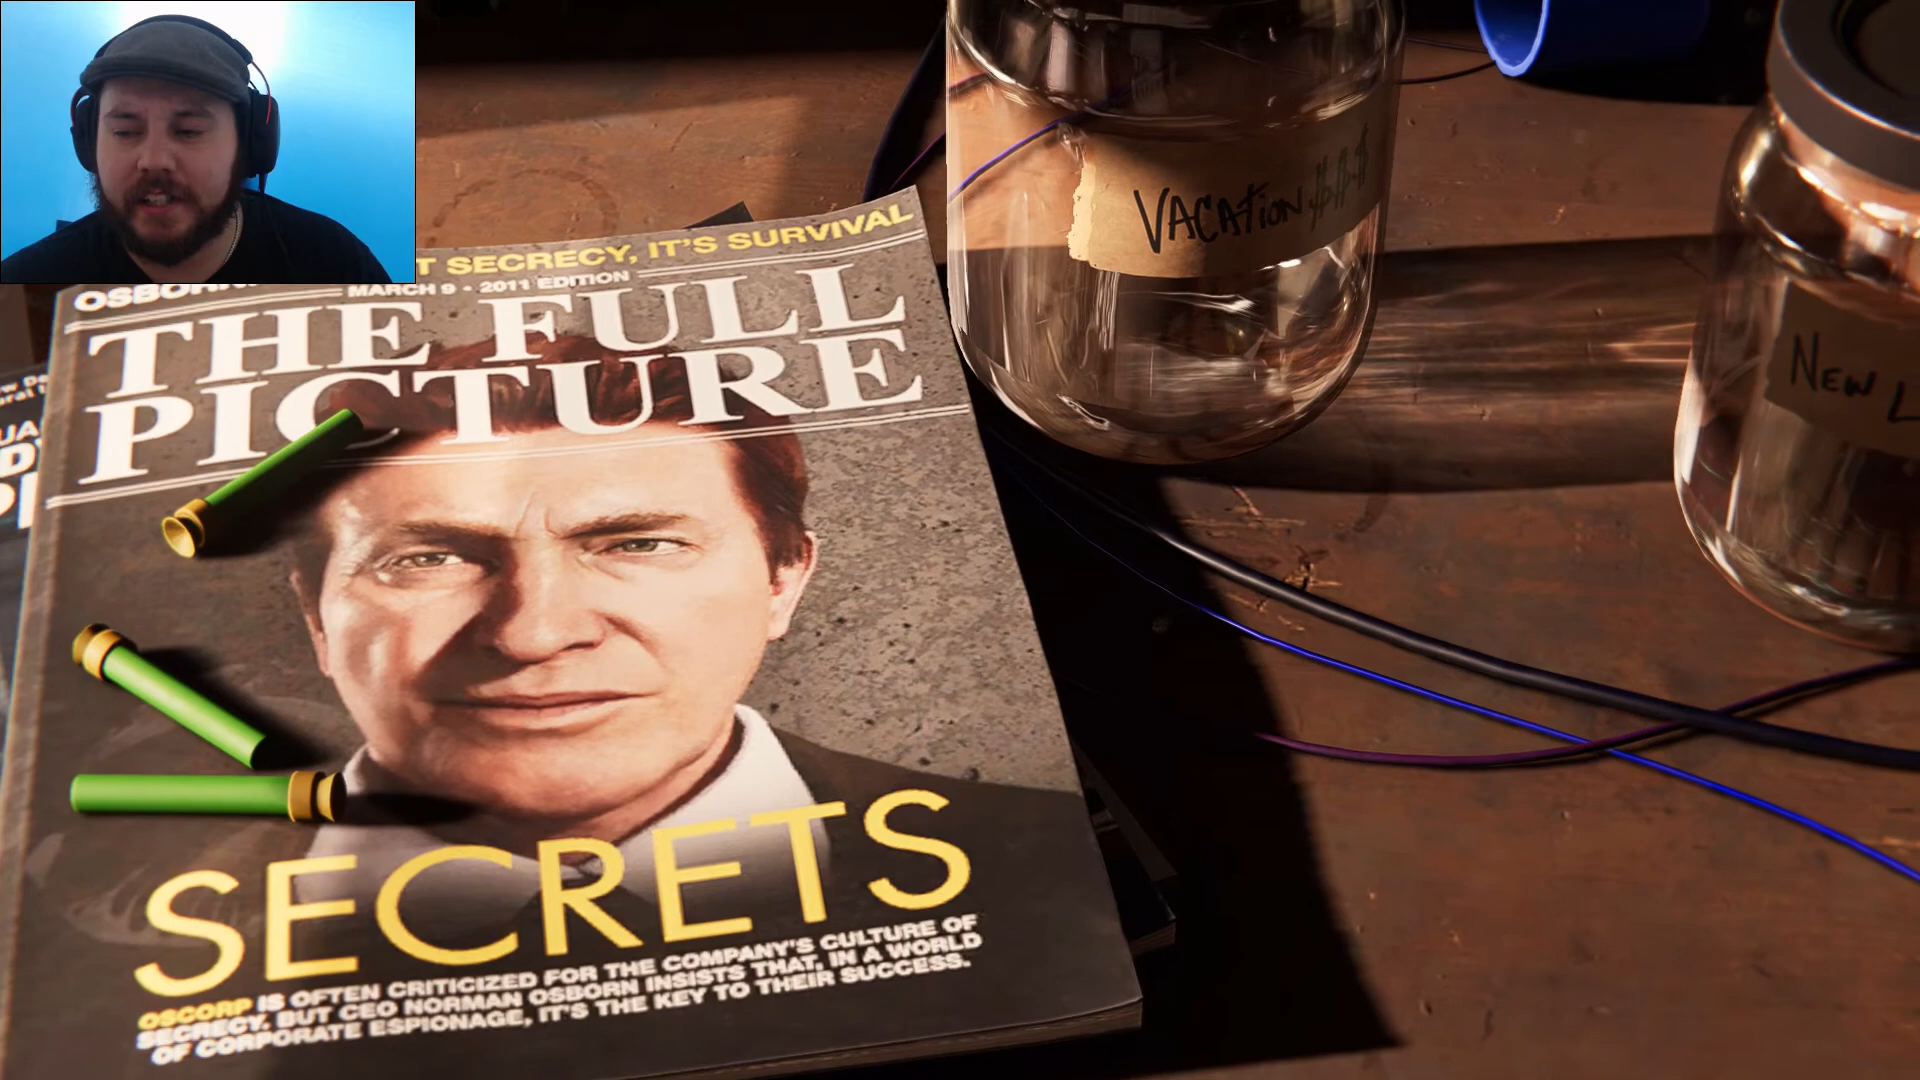 T SECRECY, IT'S SURVIVAL
OSBORN
MARCH 9 • 2011 EDITION
THE FULL
PICTURE
SECRETS
OSCORP IS OFTEN CRITICIZED FOR THE COMPANY'S CULTURE OF
SECRECY. BUT CEO NORMAN OSBORN INSISTS THAT, IN A WORLD
OF CORPORATE ESPIONAGE, IT'S THE KEY TO THEIR SUCCESS.
VACATION
NEW L